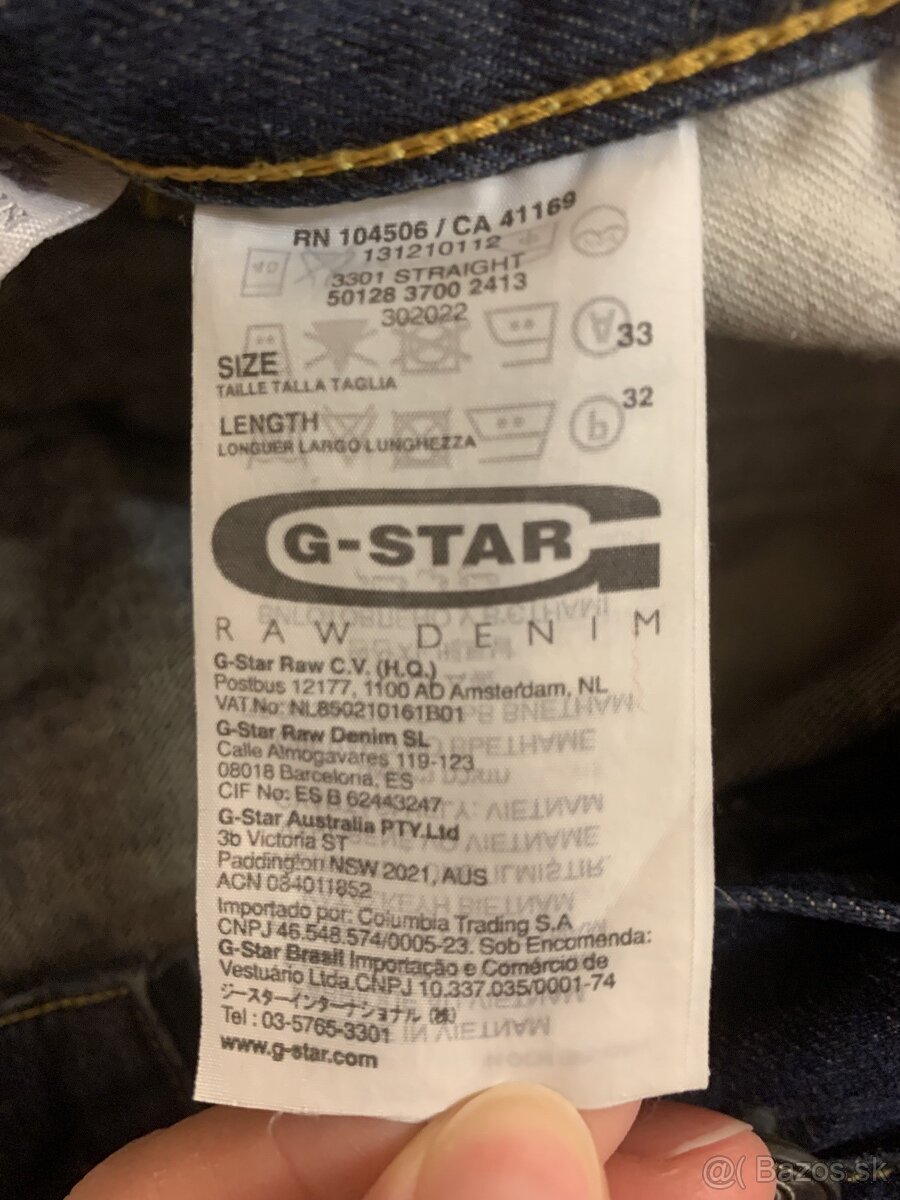 RN 104506 / CA 41169
131210112
3301 STRAIGHT
50128 3700 2413
302022
SIZE 33
TAILLE TALLA TAGLIA
LENGTH 32
LONGUER LARGO LUNGHEZZA
G-STAR
RAW DENIM
G-Star Raw C.V. (H.Q.)
Postbus 12177, 1100 AD Amsterdam, NL
VAT.No: NL850210161B01
G-Star Raw Denim SL
Calle Almogavares 119-123
08018 Barcelona, ES
CIF No: ES B 62443247
G-Star Australia PTY.Ltd
3b Victoria ST
Paddington NSW 2021, AUS
ACN 084011852
Importado por: Columbia Trading S.A
CNPJ 46.548.574/0005-23. Sob Encomenda:
G-Star Brasil Importação e Comércio de
Vestuário Ltda.CNPJ 10.337.035/0001-74
ジースターインターナショナル (株)
Tel : 03-5765-3301
www.g-star.com
@( Bazos.sk